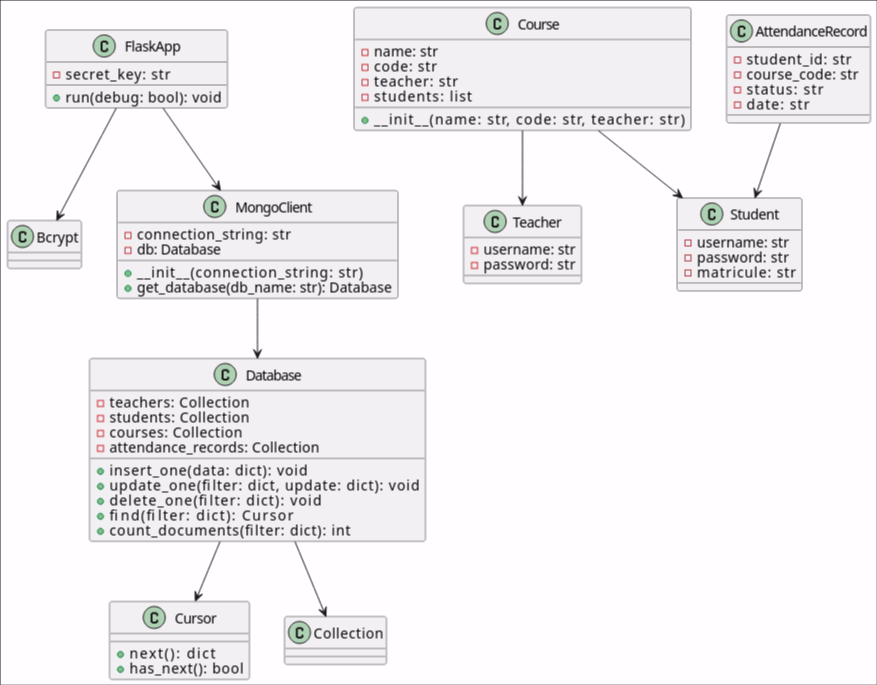 C FlaskApp
secret_key: str
run(debug: bool): void
C Course
name: str
code: str
teacher: str
students: list
__init__(name: str, code: str, teacher: str)
C AttendanceRecord
student_id: str
course_code: str
status: str
date: str
C Bcrypt
C MongoClient
connection_string: str
db: Database
__init__(connection_string: str)
get_database(db_name: str): Database
C Teacher
username: str
password: str
C Student
username: str
password: str
matricule: str
C Database
teachers: Collection
students: Collection
courses: Collection
attendance_records: Collection
insert_one(data: dict): void
update_one(filter: dict, update: dict): void
delete_one(filter: dict): void
find(filter: dict): Cursor
count_documents(filter: dict): int
C Cursor
next(): dict
has_next(): bool
C Collection